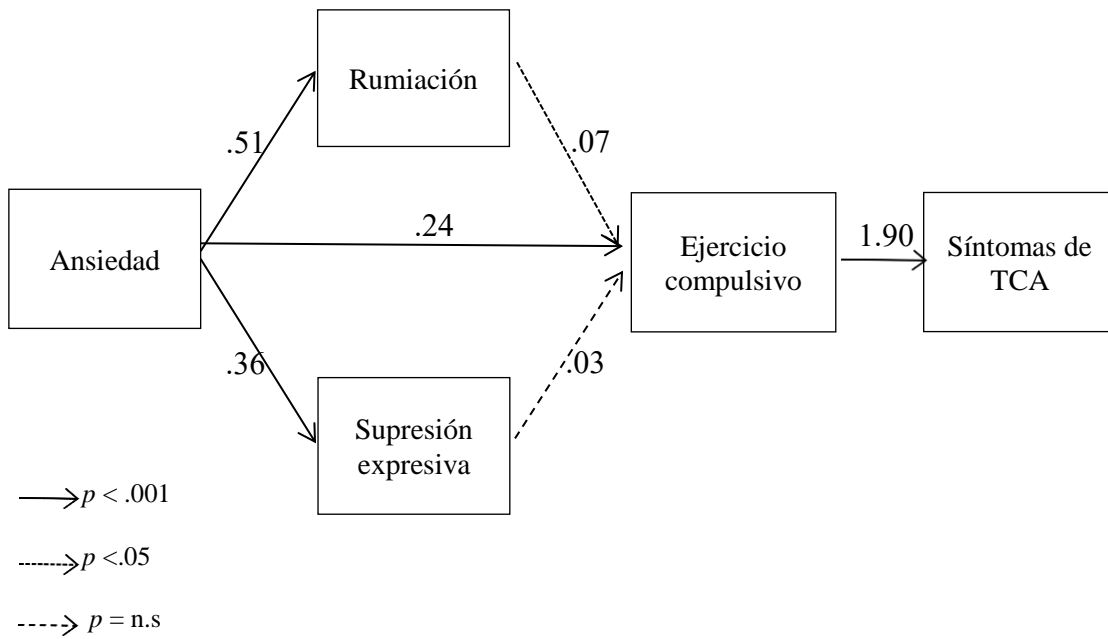 Rumiación
.51
.07
Ansiedad
.24
Ejercicio
compulsivo
1.90
Síntomas de
TCA
.36
.03
Supresión
expresiva
p < .001
p <.05
p = n.s